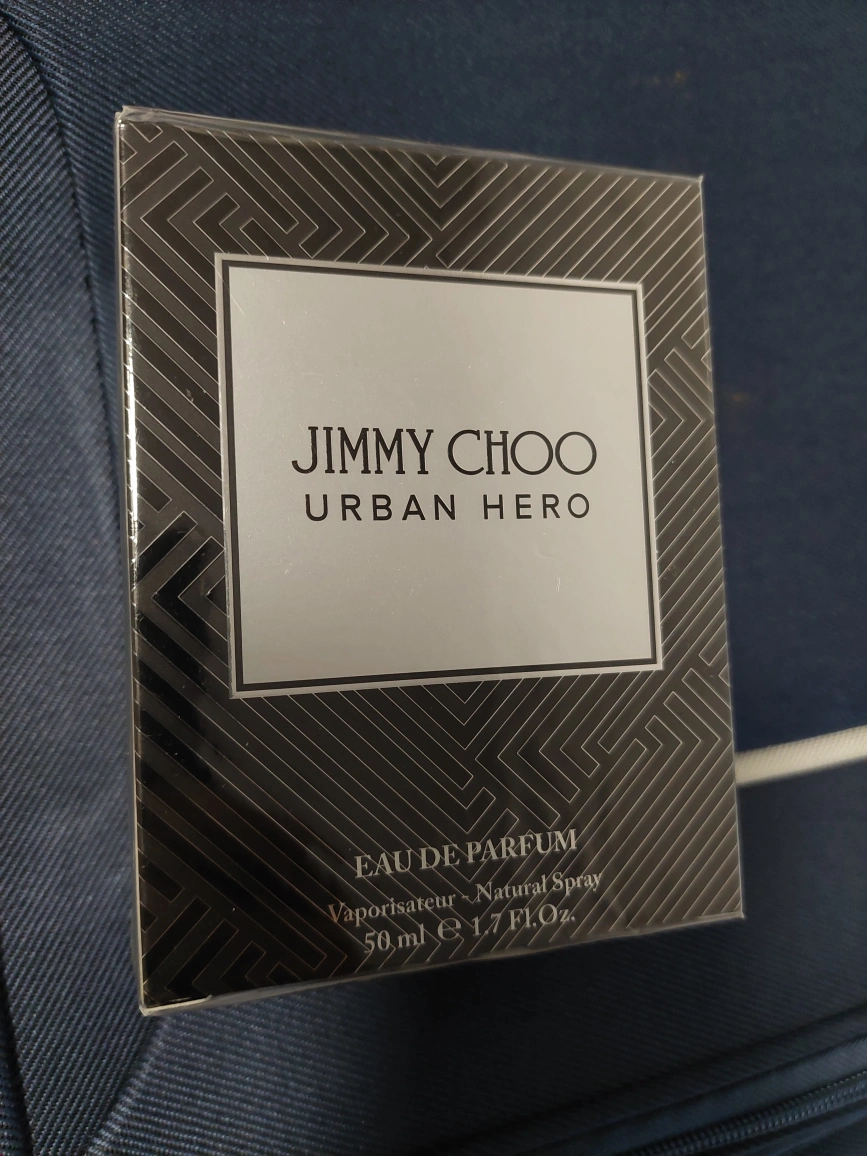 JIMMY CHOO
URBAN HERO
EAU DE PARFUM
Vaporisateur - Natural Spray
50 ml ℮ 1.7 Fl.Oz.